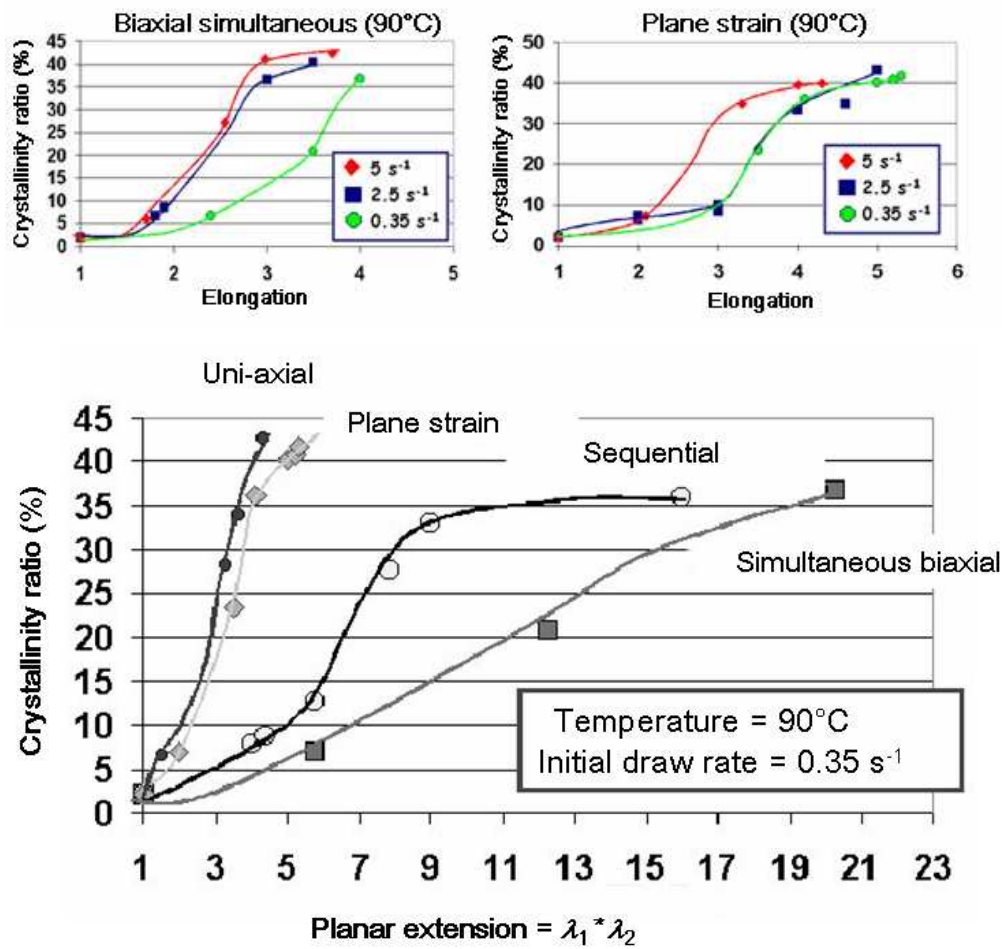 Biaxial simultaneous (90°C)
Crystallinity ratio (%)
45
40
35
30
25
20
15
10
5
0
5 s⁻¹
2.5 s⁻¹
0.35 s⁻¹
1 2 3 4 5
Elongation
Plane strain (90°C)
Crystallinity ratio (%)
50
40
30
20
10
0
5 s⁻¹
2.5 s⁻¹
0.35 s⁻¹
1 2 3 4 5 6
Elongation
Uni-axial
Plane strain
Sequential
Simultaneous biaxial
Crystallinity ratio (%)
45
40
35
30
25
20
15
10
5
0
Temperature = 90°C
Initial draw rate = 0.35 s⁻¹
1 3 5 7 9 11 13 15 17 19 21 23
Planar extension = λ₁*λ₂